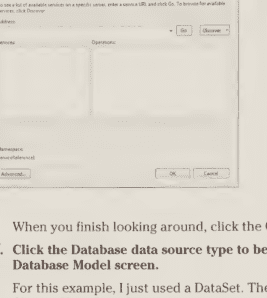 To see a list of available services on a specific server, enter a service URL and click Go. To browse for available
services, click Discover.
Address:
Go
Discover
Services:
Operations:
Namespace:
Advanced...
OK
Cancel
When you finish looking around, click the
Click the Database data source type to be
Database Model screen.
For this example, I just used a DataSet. The